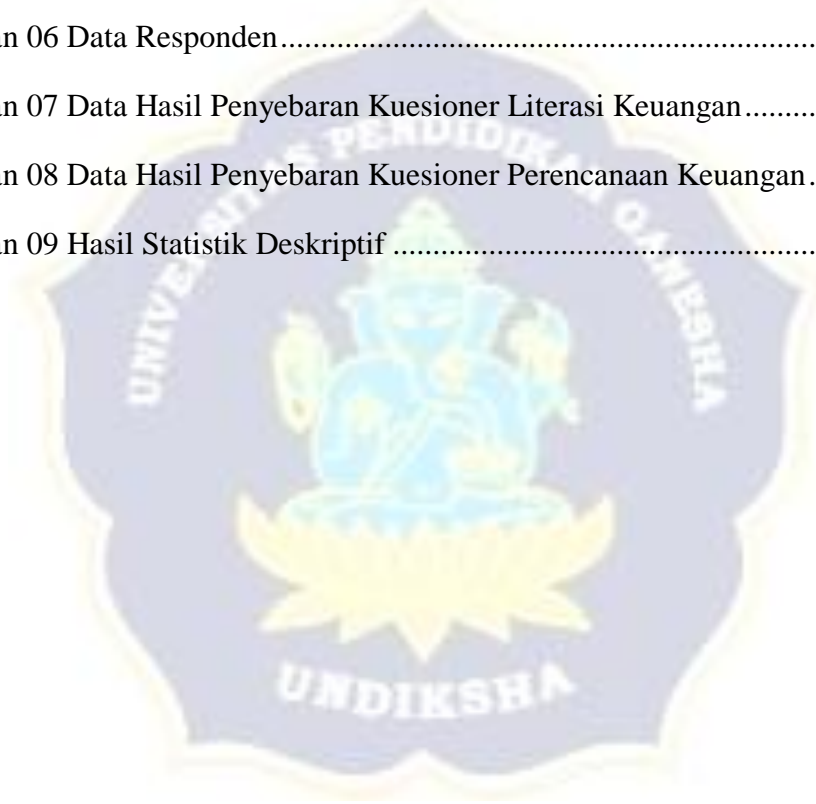 an 06 Data Responden................................................................
an 07 Data Hasil Penyebaran Kuesioner Literasi Keuangan.........
an 08 Data Hasil Penyebaran Kuesioner Perencanaan Keuangan.
an 09 Hasil Statistik Deskriptif ...................................................
UNIVERSITAS PENDIDIKAN GANESHA
UNDIKSHA